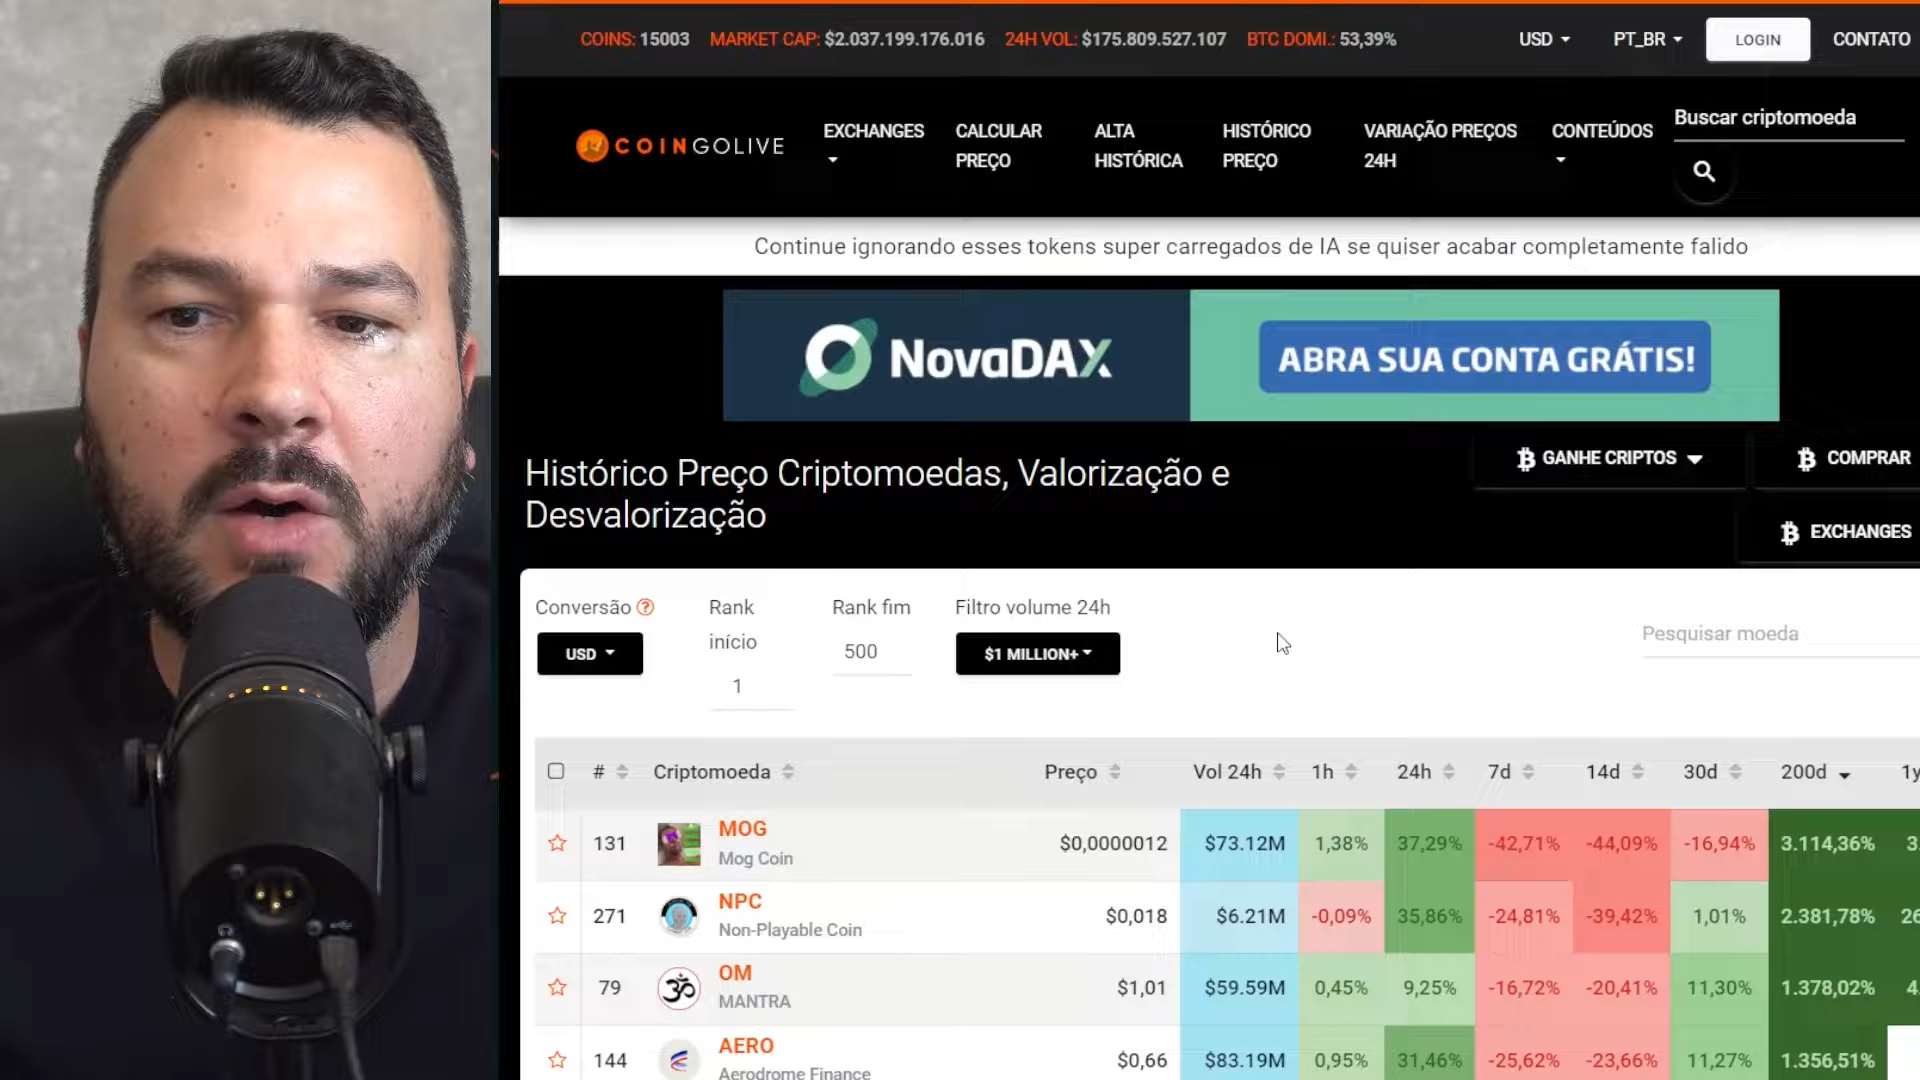 COINS: 15003 MARKET CAP: $2.037.199.176.016 24H VOL: $175.809.527.107 BTC DOMI.: 53,39% USD PT_BR LOGIN CONTATO
COINGOLIVE
EXCHANGES
CALCULAR
PREÇO
ALTA
HISTÓRICA
HISTÓRICO
PREÇO
VARIAÇÃO PREÇOS
24H
CONTEÚDOS
Buscar criptomoeda
Continue ignorando esses tokens super carregados de IA se quiser acabar completamente falido
NovaDAX ABRA SUA CONTA GRÁTIS!
Histórico Preço Criptomoedas, Valorização e
Desvalorização
GANHE CRIPTOS
COMPRAR
EXCHANGES
Conversão ?
USD
Rank
início
1
Rank fim
500
Filtro volume 24h
$1 MILLION+
Pesquisar moeda
# Criptomoeda Preço Vol 24h 1h 24h 7d 14d 30d 200d 1y
131 MOG $0,0000012 $73.12M 1,38% 37,29% -42,71% -44,09% -16,94% 3.114,36% 3.
Mog Coin
271 NPC $0,018 $6.21M -0,09% 35,86% -24,81% -39,42% 1,01% 2.381,78% 26
Non-Playable Coin
79 OM $1,01 $59.59M 0,45% 9,25% -16,72% -20,41% 11,30% 1.378,02% 4.
MANTRA
144 AERO $0,66 $83.19M 0,95% 31,46% -25,62% -23,66% 11,27% 1.356,51%
Aerodrome Finance